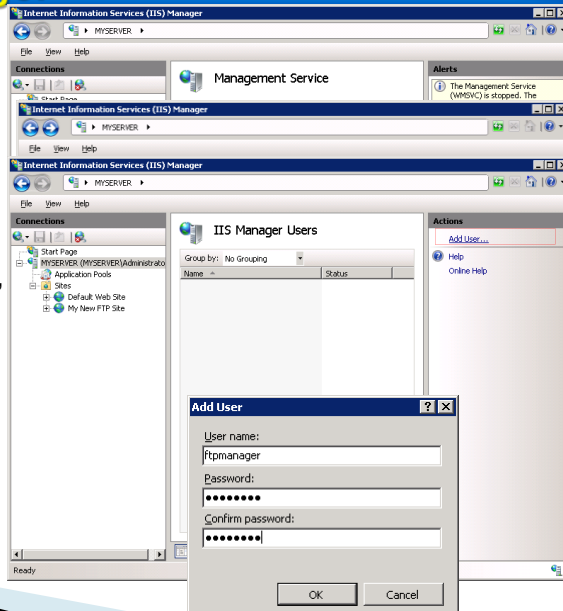 Internet Information Services (IIS) Manager
MYSERVER
File View Help
Connections
Management Service
Alerts
The Management Service
(WMSVC) is stopped. The
Start Page
Internet Information Services (IIS) Manager
MYSERVER
File View Help
Internet Information Services (IIS) Manager
MYSERVER
File View Help
Connections
IIS Manager Users
Actions
Add User...
Help
Online Help
Start Page
MYSERVER (MYSERVER\Administrato
Application Pools
Sites
Default Web Site
My New FTP Site
Group by: No Grouping
Name Status
Add User
User name:
ftpmanager
Password:
●●●●●●●●
Confirm password:
●●●●●●●●
OK Cancel
Ready